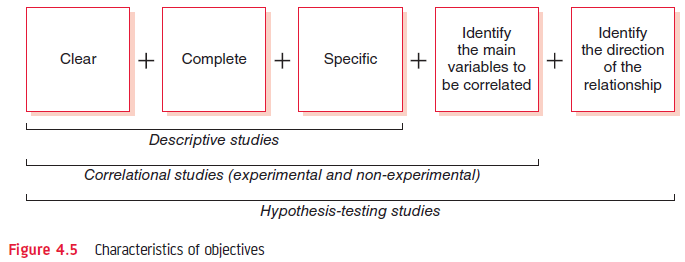 Clear
+
Complete
+
Specific
+
Identify
the main
variables to
be correlated
+
Identify
the direction
of the
relationship
Descriptive studies
Correlational studies (experimental and non-experimental)
Hypothesis-testing studies
Figure 4.5 Characteristics of objectives